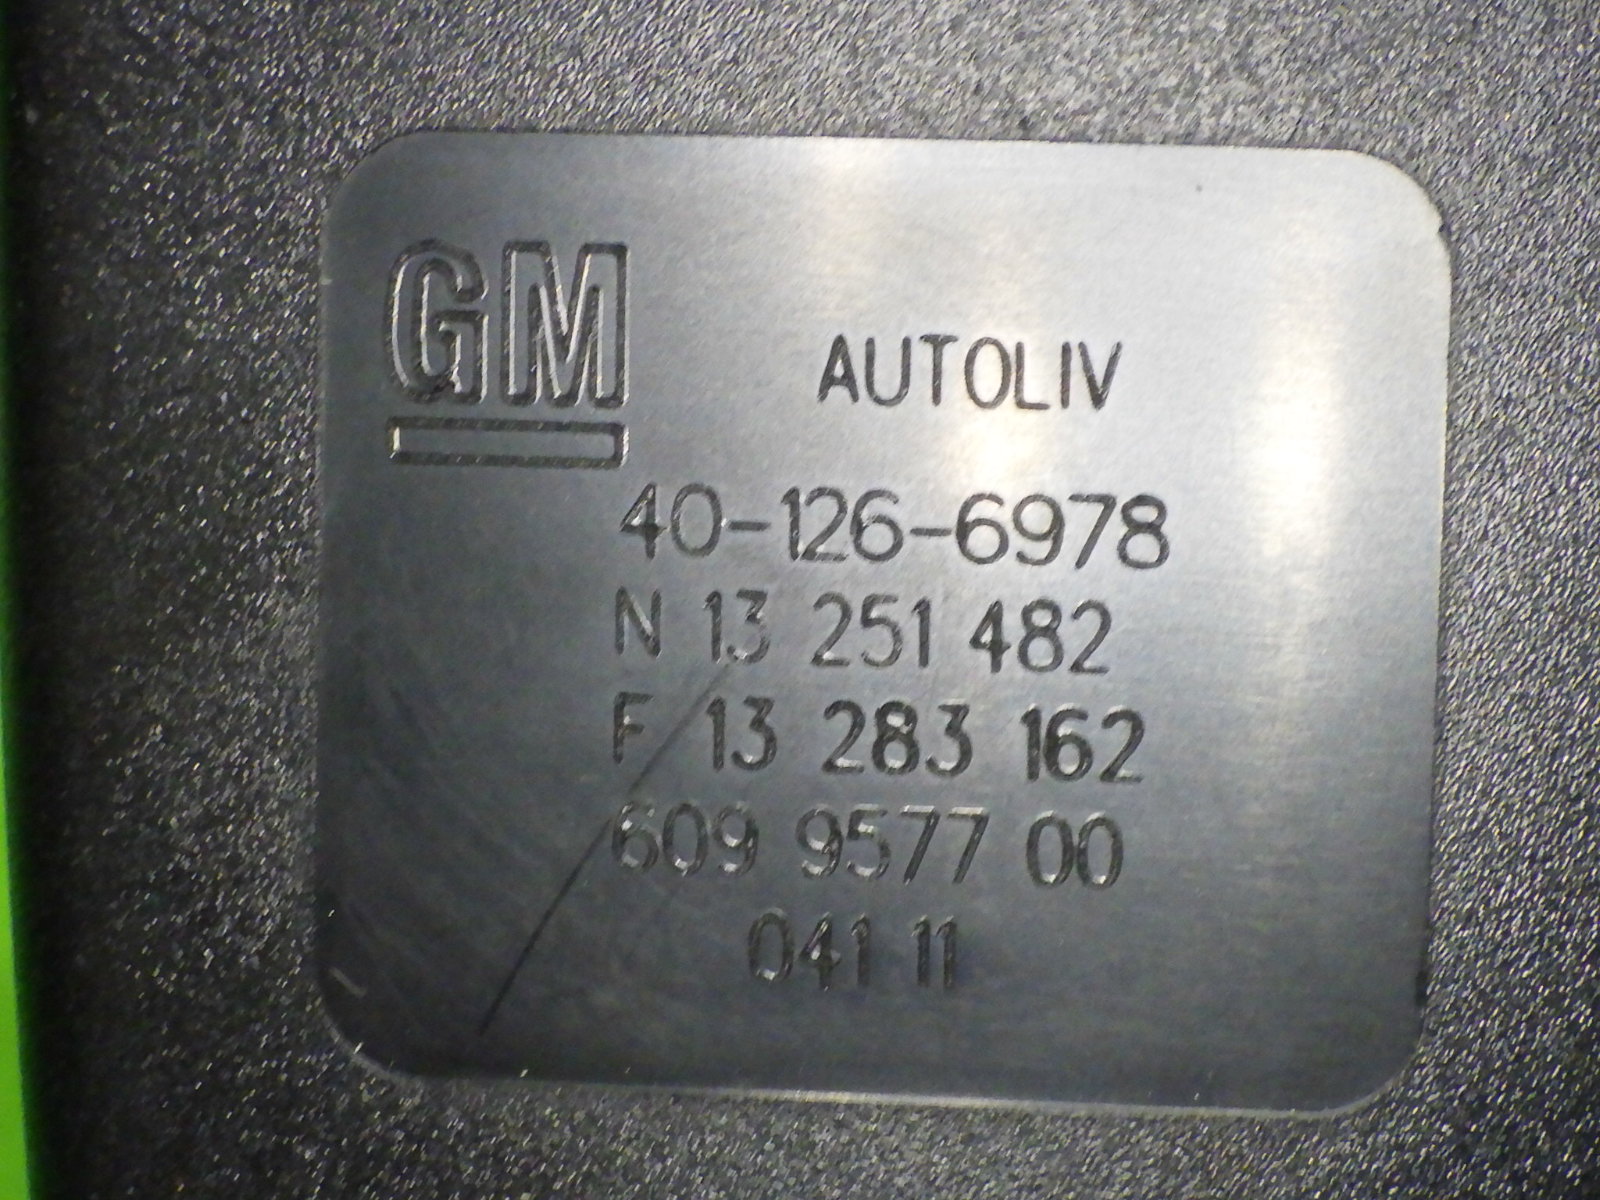 GM
AUTOLIV
40-126-6978
N 13 251 482
F 13 283 162
609 9577 00
041 11